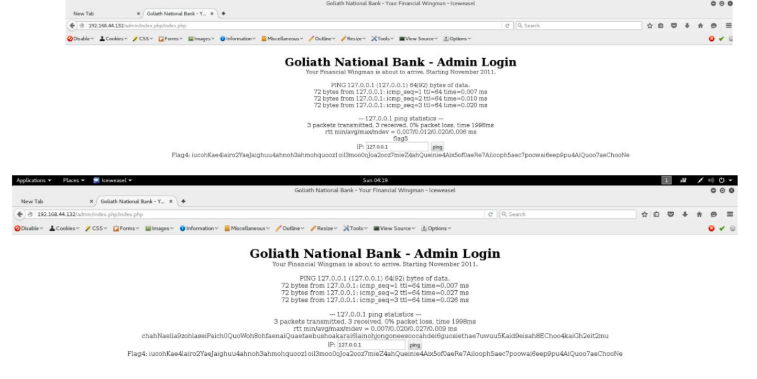 Goliath National Bank - Your Financial Wingman - Iceweasel
New Tab × Goliath National Bank - Y... ×
192.168.44.132/admin/index.php/index.php Search
Disable Cookies CSS Forms Images Information Miscellaneous Outline Resize Tools View Source Options
Goliath National Bank - Admin Login
Your Financial Wingman is about to arrive. Starting November 2011.
PING 127.0.0.1 (127.0.0.1) 64(92) bytes of data.
72 bytes from 127.0.0.1: icmp_seq=1 ttl=64 time=0.007 ms
72 bytes from 127.0.0.1: icmp_seq=2 ttl=64 time=0.010 ms
72 bytes from 127.0.0.1: icmp_seq=3 ttl=64 time=0.020 ms
--- 127.0.0.1 ping statistics ---
3 packets transmitted, 3 received, 0% packet loss, time 1998ms
rtt min/avg/max/mdev = 0.007/0.012/0.020/0.006 ms
flag5
IP: 127.0.0.1 ping
Flag4:
Applications Places Iceweasel Sun 04:29 1
Goliath National Bank - Your Financial Wingman - Iceweasel
New Tab × Goliath National Bank - Y... ×
192.168.44.132/admin/index.php/index.php Search
Disable Cookies CSS Forms Images Information Miscellaneous Outline Resize Tools View Source Options
Goliath National Bank - Admin Login
Your Financial Wingman is about to arrive. Starting November 2011.
PING 127.0.0.1 (127.0.0.1) 64(92) bytes of data.
72 bytes from 127.0.0.1: icmp_seq=1 ttl=64 time=0.007 ms
72 bytes from 127.0.0.1: icmp_seq=2 ttl=64 time=0.027 ms
72 bytes from 127.0.0.1: icmp_seq=3 ttl=64 time=0.026 ms
--- 127.0.0.1 ping statistics ---
3 packets transmitted, 3 received, 0% packet loss, time 1998ms
rtt min/avg/max/mdev = 0.007/0.020/0.027/0.009 ms
IP: 127.0.0.1 ping
Flag4: